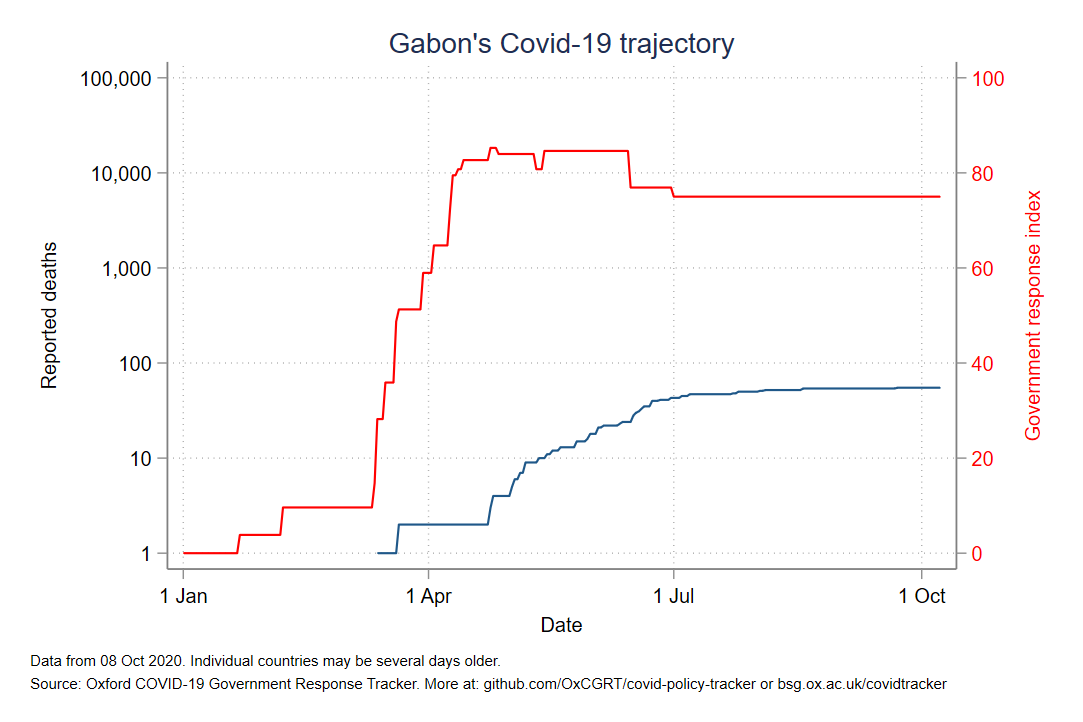 Gabon's Covid-19 trajectory
100,000
10,000
1,000
100
10
1
Reported deaths
100
80
60
40
20
0
Government response index
1 Jan
1 Apr
1 Jul
1 Oct
Date
Data from 08 Oct 2020. Individual countries may be several days older.
Source: Oxford COVID-19 Government Response Tracker. More at: github.com/OxCGRT/covid-policy-tracker or bsg.ox.ac.uk/covidtracker